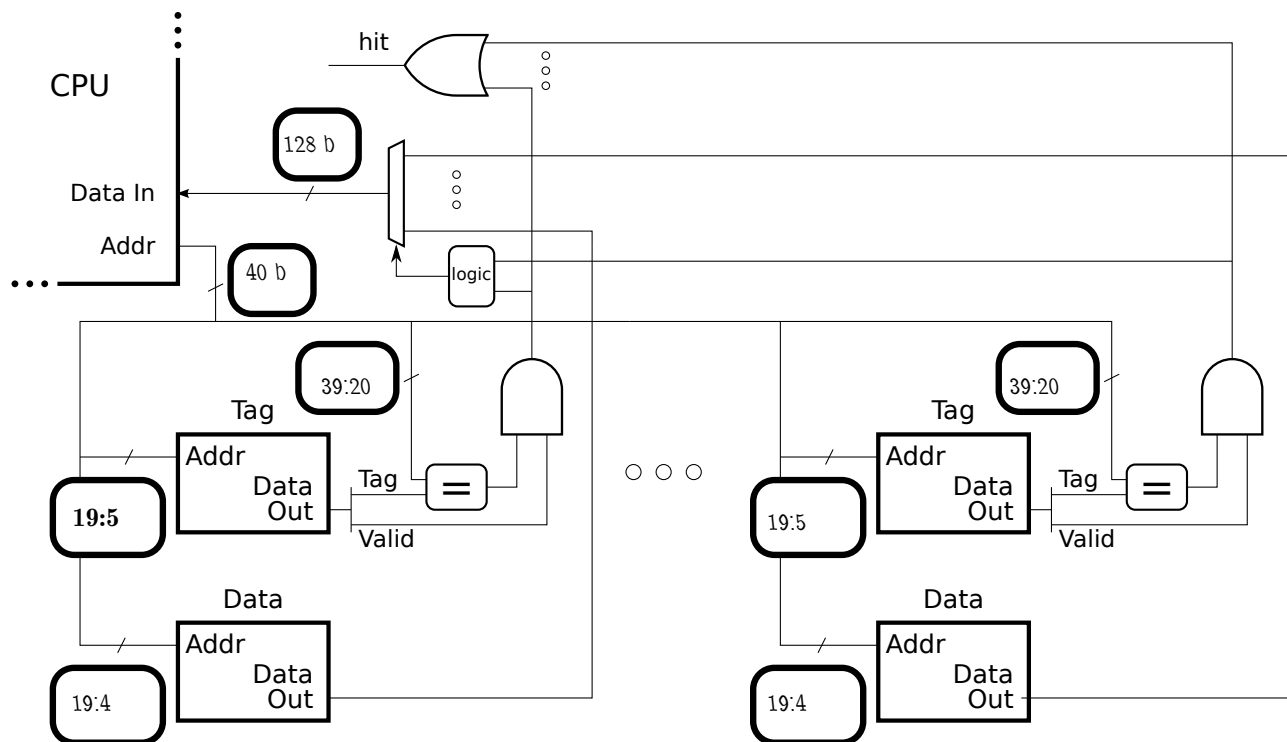 hit
CPU
128 b
Data In
Addr
40 b
logic
39:20
39:20
Tag
Tag
Addr
Addr
Data
Out
Data
Out
Tag
Tag
=
=
Valid
Valid
19:5
19:5
Data
Data
Addr
Addr
Data
Out
Data
Out
19:4
19:4